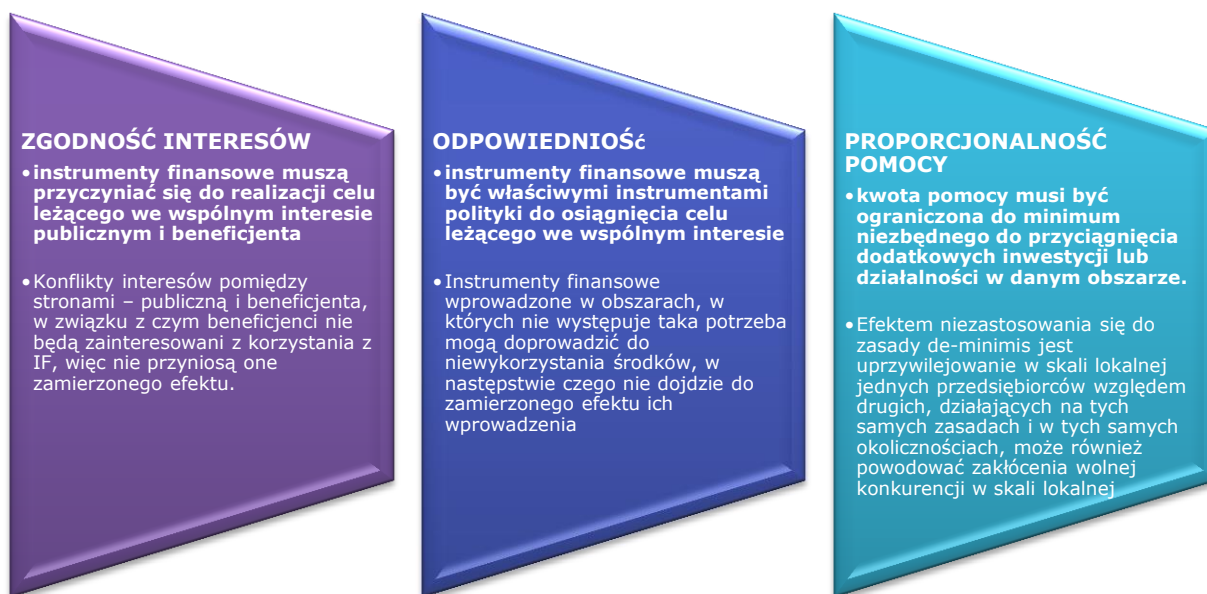 ZGODNOŚĆ INTERESÓW
•instrumenty finansowe muszą
przyczyniać się do realizacji celu
leżącego we wspólnym interesie
publicznym i beneficjenta
•Konflikty interesów pomiędzy
stronami – publiczną i beneficjenta,
w związku z czym beneficjenci nie
będą zainteresowani z korzystania z
IF, więc nie przyniosą one
zamierzonego efektu.
ODPOWIEDNIOŚć
•instrumenty finansowe muszą
być właściwymi instrumentami
polityki do osiągnięcia celu
leżącego we wspólnym interesie
•Instrumenty finansowe
wprowadzone w obszarach, w
których nie występuje taka potrzeba
mogą doprowadzić do
niewykorzystania środków, w
następstwie czego nie dojdzie do
zamierzonego efektu ich
wprowadzenia
PROPORCJONALNOŚĆ
POMOCY
•kwota pomocy musi być
ograniczona do minimum
niezbędnego do przyciągnięcia
dodatkowych inwestycji lub
działalności w danym obszarze.
•Efektem niezastosowania się do
zasady de-minimis jest
uprzywilejowanie w skali lokalnej
jednych przedsiębiorców względem
drugich, działających na tych
samych zasadach i w tych samych
okolicznościach, może również
powodować zakłócenia wolnej
konkurencji w skali lokalnej